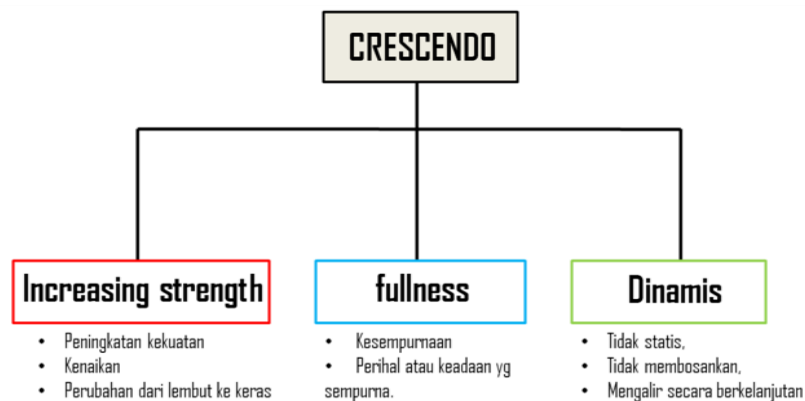 CRESCENDO
Increasing strength
• Peningkatan kekuatan
• Kenaikan
• Perubahan dari lembut ke keras
fullness
• Kesempurnaan
• Perihal atau keadaan yg
sempurna.
Dinamis
• Tidak statis,
• Tidak membosankan,
• Mengalir secara berkelanjutan